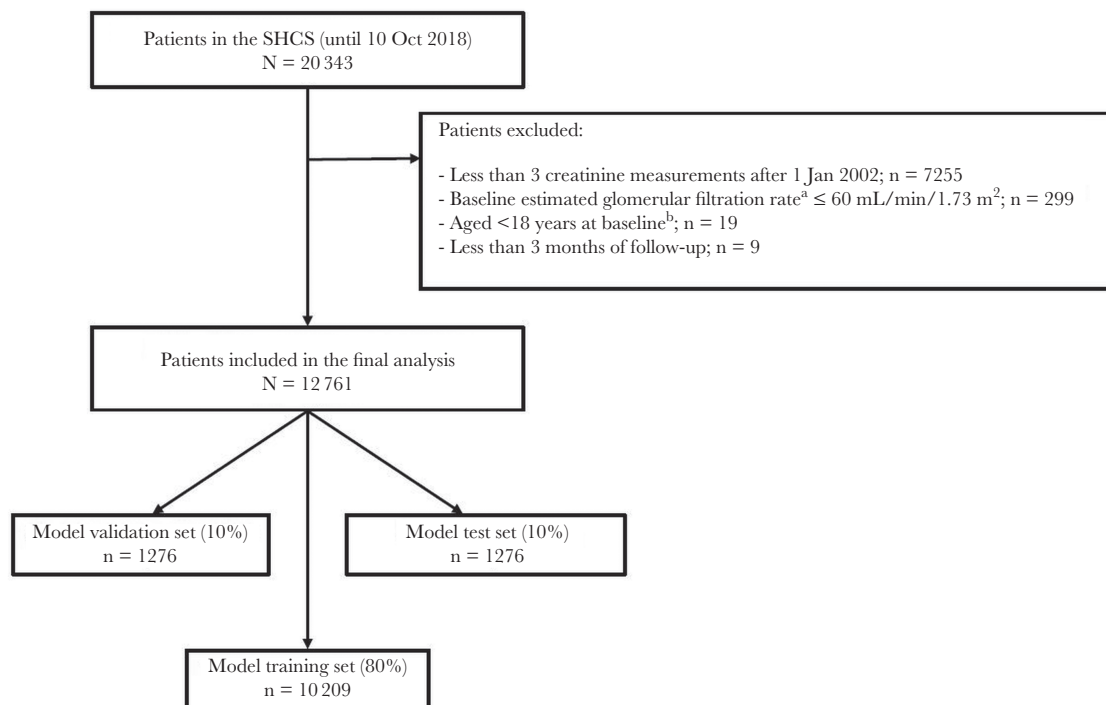 Patients in the SHCS (until 10 Oct 2018)
N = 20 343
Patients excluded:
- Less than 3 creatinine measurements after 1 Jan 2002; n = 7255
- Baseline estimated glomerular filtration rateᵃ ≤ 60 mL/min/1.73 m²; n = 299
- Aged <18 years at baselineᵇ; n = 19
- Less than 3 months of follow-up; n = 9
Patients included in the final analysis
N = 12 761
Model validation set (10%)
n = 1276
Model test set (10%)
n = 1276
Model training set (80%)
n = 10 209